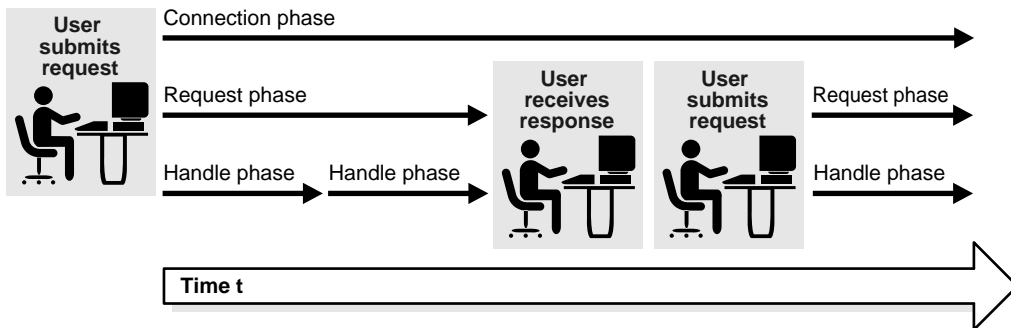 User
submits
request
Connection phase
Request phase
User
receives
response
User
submits
request
Request phase
Handle phase
Handle phase
Handle phase
Time t